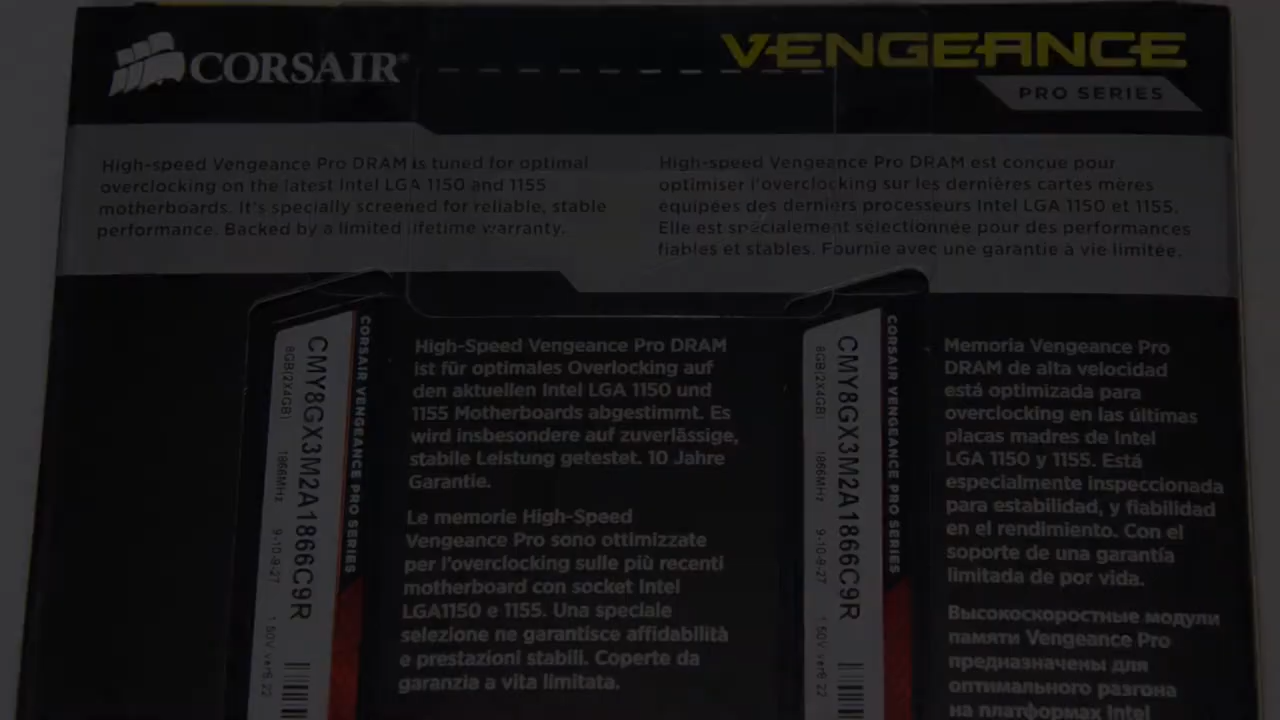 CORSAIR®
VENGEANCE
PRO SERIES
High-speed Vengeance Pro DRAM is tuned for optimal
overclocking on the latest Intel LGA 1150 and 1155
motherboards. It's specially screened for reliable, stable
performance. Backed by a limited lifetime warranty.
High-speed Vengeance Pro DRAM est conçue pour
optimiser l'overclocking sur les dernières cartes mères
équipées des derniers processeurs Intel LGA 1150 et 1155.
Elle est spécialement sélectionnée pour des performances
fiables et stables. Fournie avec une garantie à vie limitée.
CORSAIR VENGEANCE PRO SERIES
CMY8GX3M2A1866C9R
8GB(2X4GB) 1866MHz 9-10-9-27 1.50V ver6.22
High-Speed Vengeance Pro DRAM
ist für optimales Overlocking auf
den aktuellen Intel LGA 1150 und
1155 Motherboards abgestimmt. Es
wird insbesondere auf zuverlässige,
stabile Leistung getestet. 10 Jahre
Garantie.
Le memorie High-Speed
Vengeance Pro sono ottimizzate
per l'overclocking sulle più recenti
motherboard con socket Intel
LGA1150 e 1155. Una speciale
selezione ne garantisce affidabilità
e prestazioni stabili. Coperte da
garanzia a vita limitata.
CORSAIR VENGEANCE PRO SERIES
CMY8GX3M2A1866C9R
8GB(2X4GB) 1866MHz 9-10-9-27 1.50V ver6.22
Memoria Vengeance Pro
DRAM de alta velocidad
está optimizada para
overclocking en las últimas
placas madres de Intel
LGA 1150 y 1155. Está
especialmente inspeccionada
para estabilidad, y fiabilidad
en el rendimiento. Con el
soporte de una garantía
limitada de por vida.
Высокоскоростные модули
памяти Vengeance Pro
предназначены для
оптимального разгона
на платформах Intel